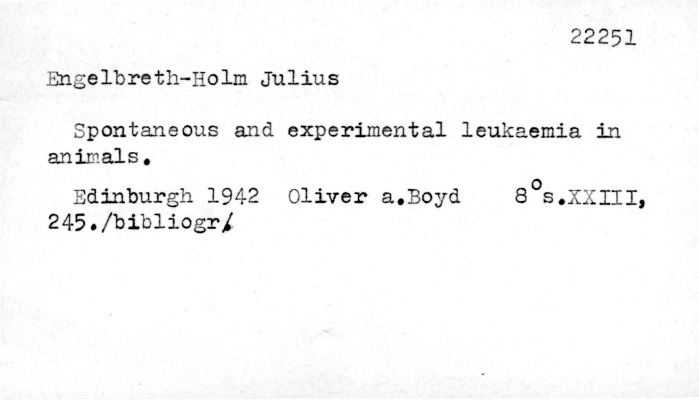 22251
Engelbreth-Holm Julius
Spontaneous and experimental leukaemia in
animals.
Edinburgh 1942 Oliver a.Boyd 8°s.XXIII,
245./bibliogr/